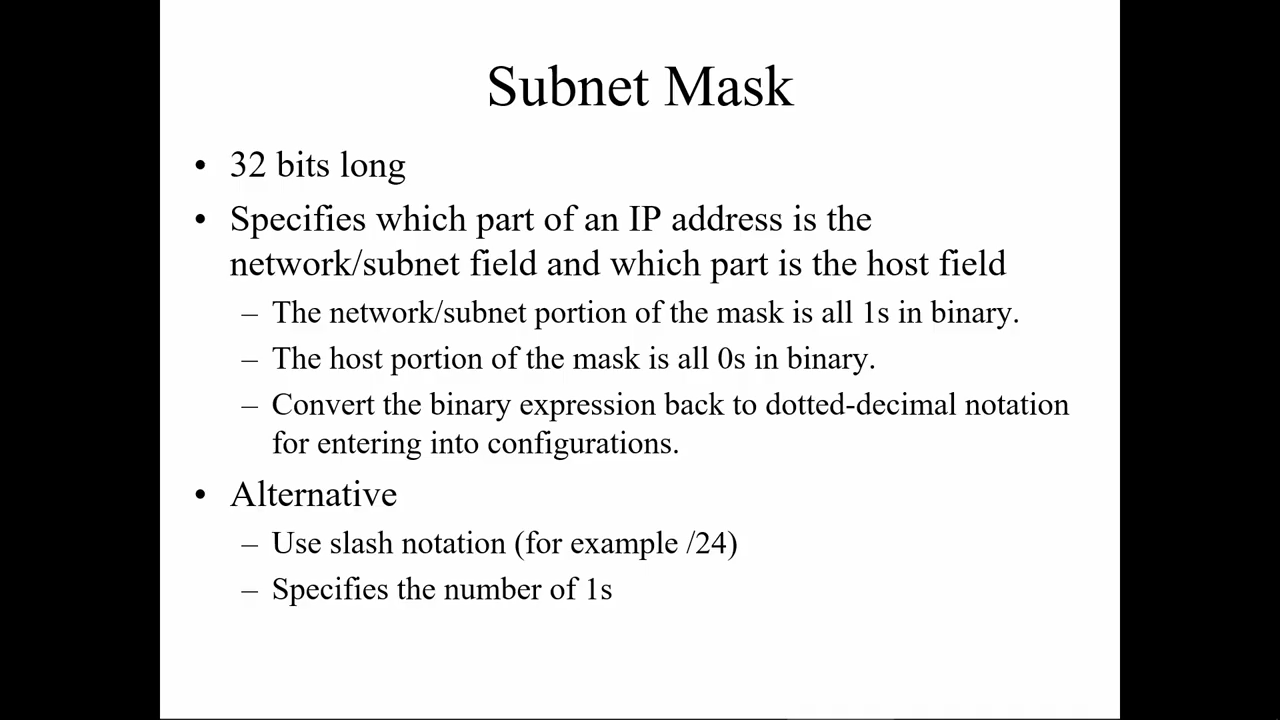 Subnet Mask
• 32 bits long
• Specifies which part of an IP address is the
network/subnet field and which part is the host field
– The network/subnet portion of the mask is all 1s in binary.
– The host portion of the mask is all 0s in binary.
– Convert the binary expression back to dotted-decimal notation
for entering into configurations.
• Alternative
– Use slash notation (for example /24)
– Specifies the number of 1s